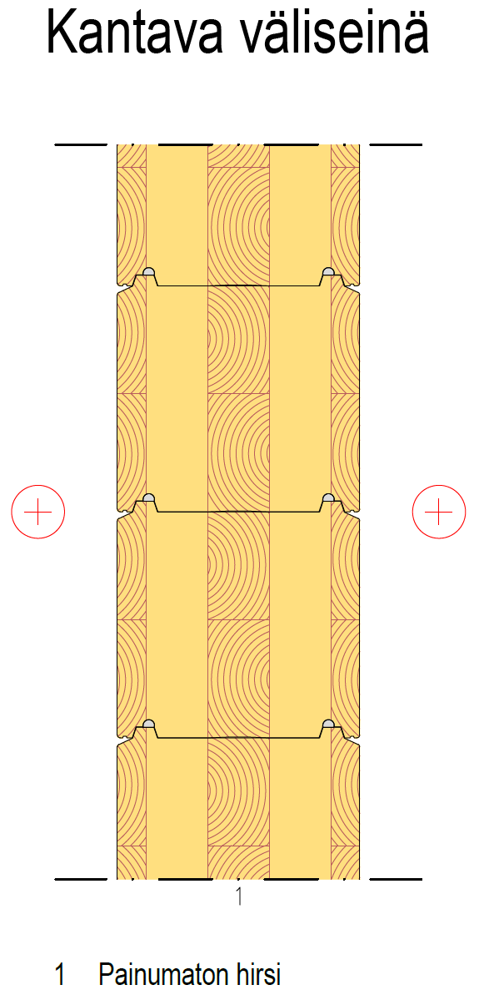 Kantava väliseinä
1
1 Painumaton hirsi